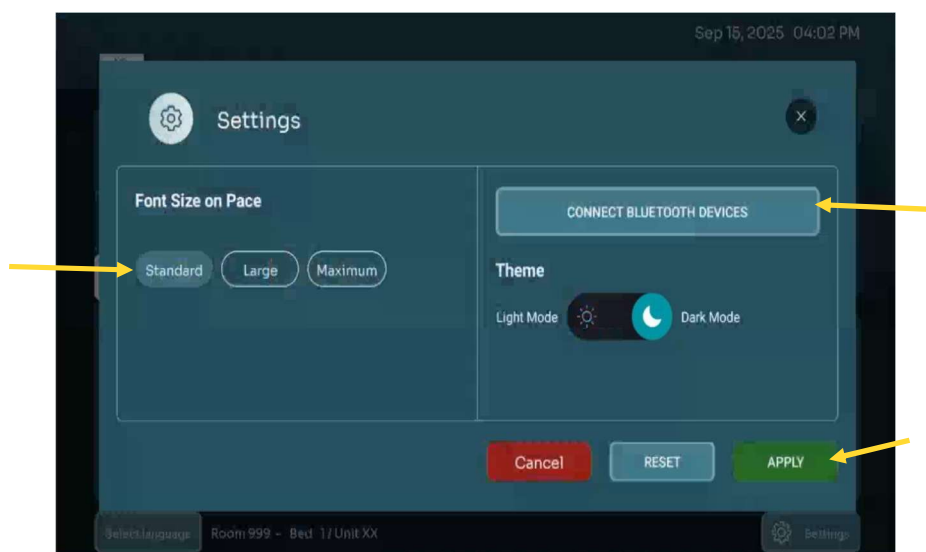 Sep 15, 2025 04:02 PM
Settings
Font Size on Pace
Standard Large Maximum
CONNECT BLUETOOTH DEVICES
Theme
Light Mode Dark Mode
Cancel RESET APPLY
Select language Room 999 - Bed 1 / Unit XX Settings